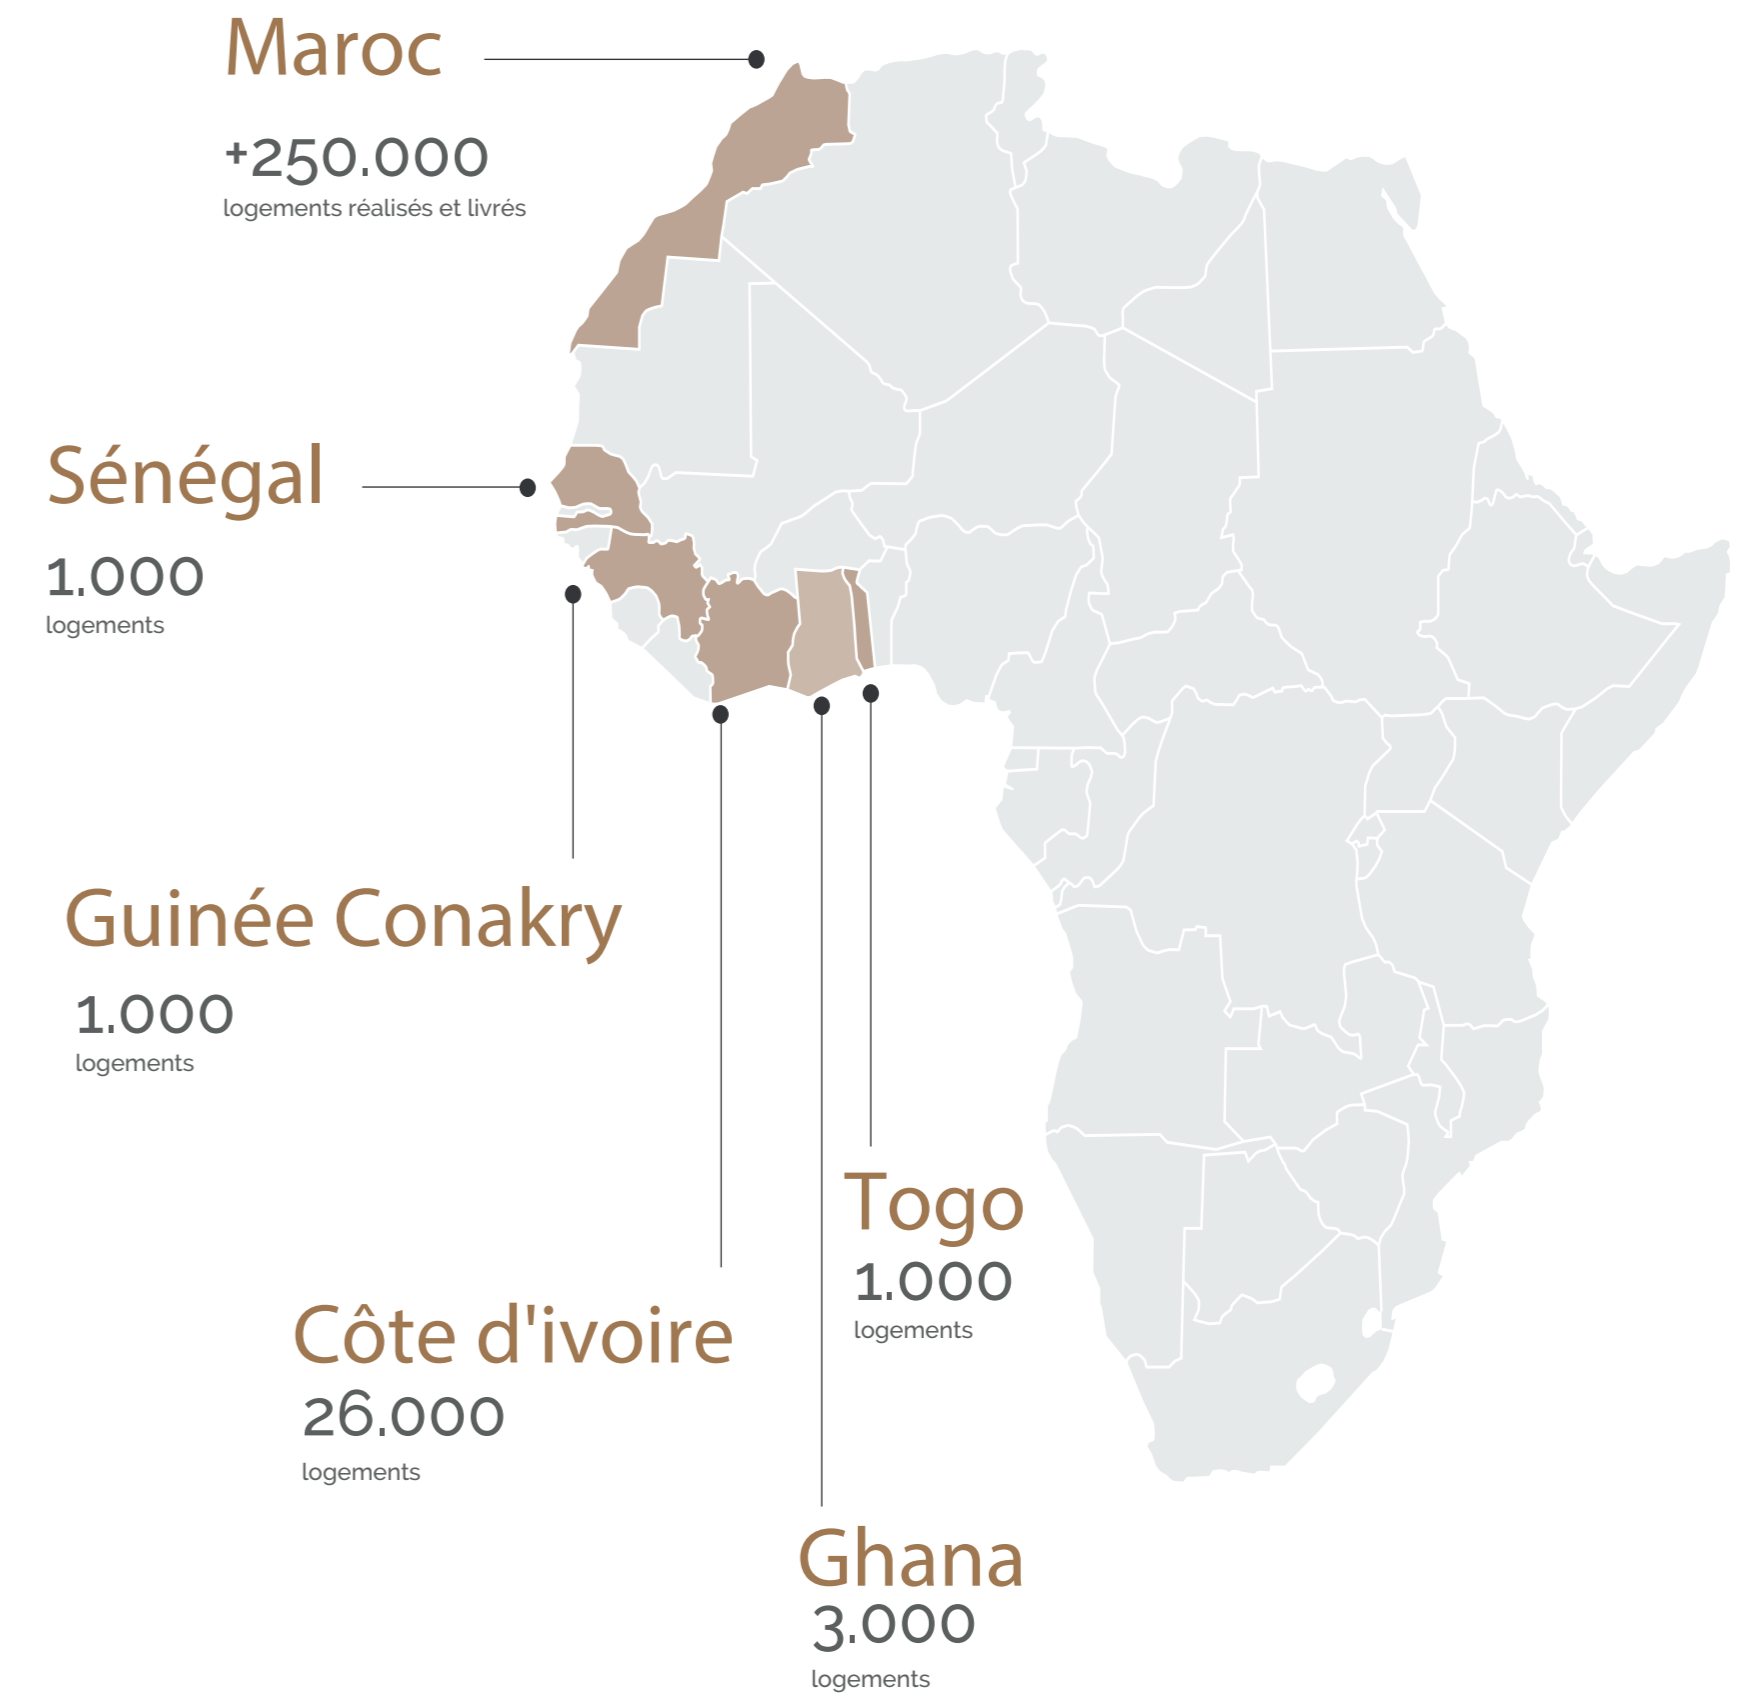 Maroc
+250.000
logements réalisés et livrés
Sénégal
1.000
logements
Guinée Conakry
1.000
logements
Togo
1.000
logements
Côte d'ivoire
26.000
logements
Ghana
3.000
logements